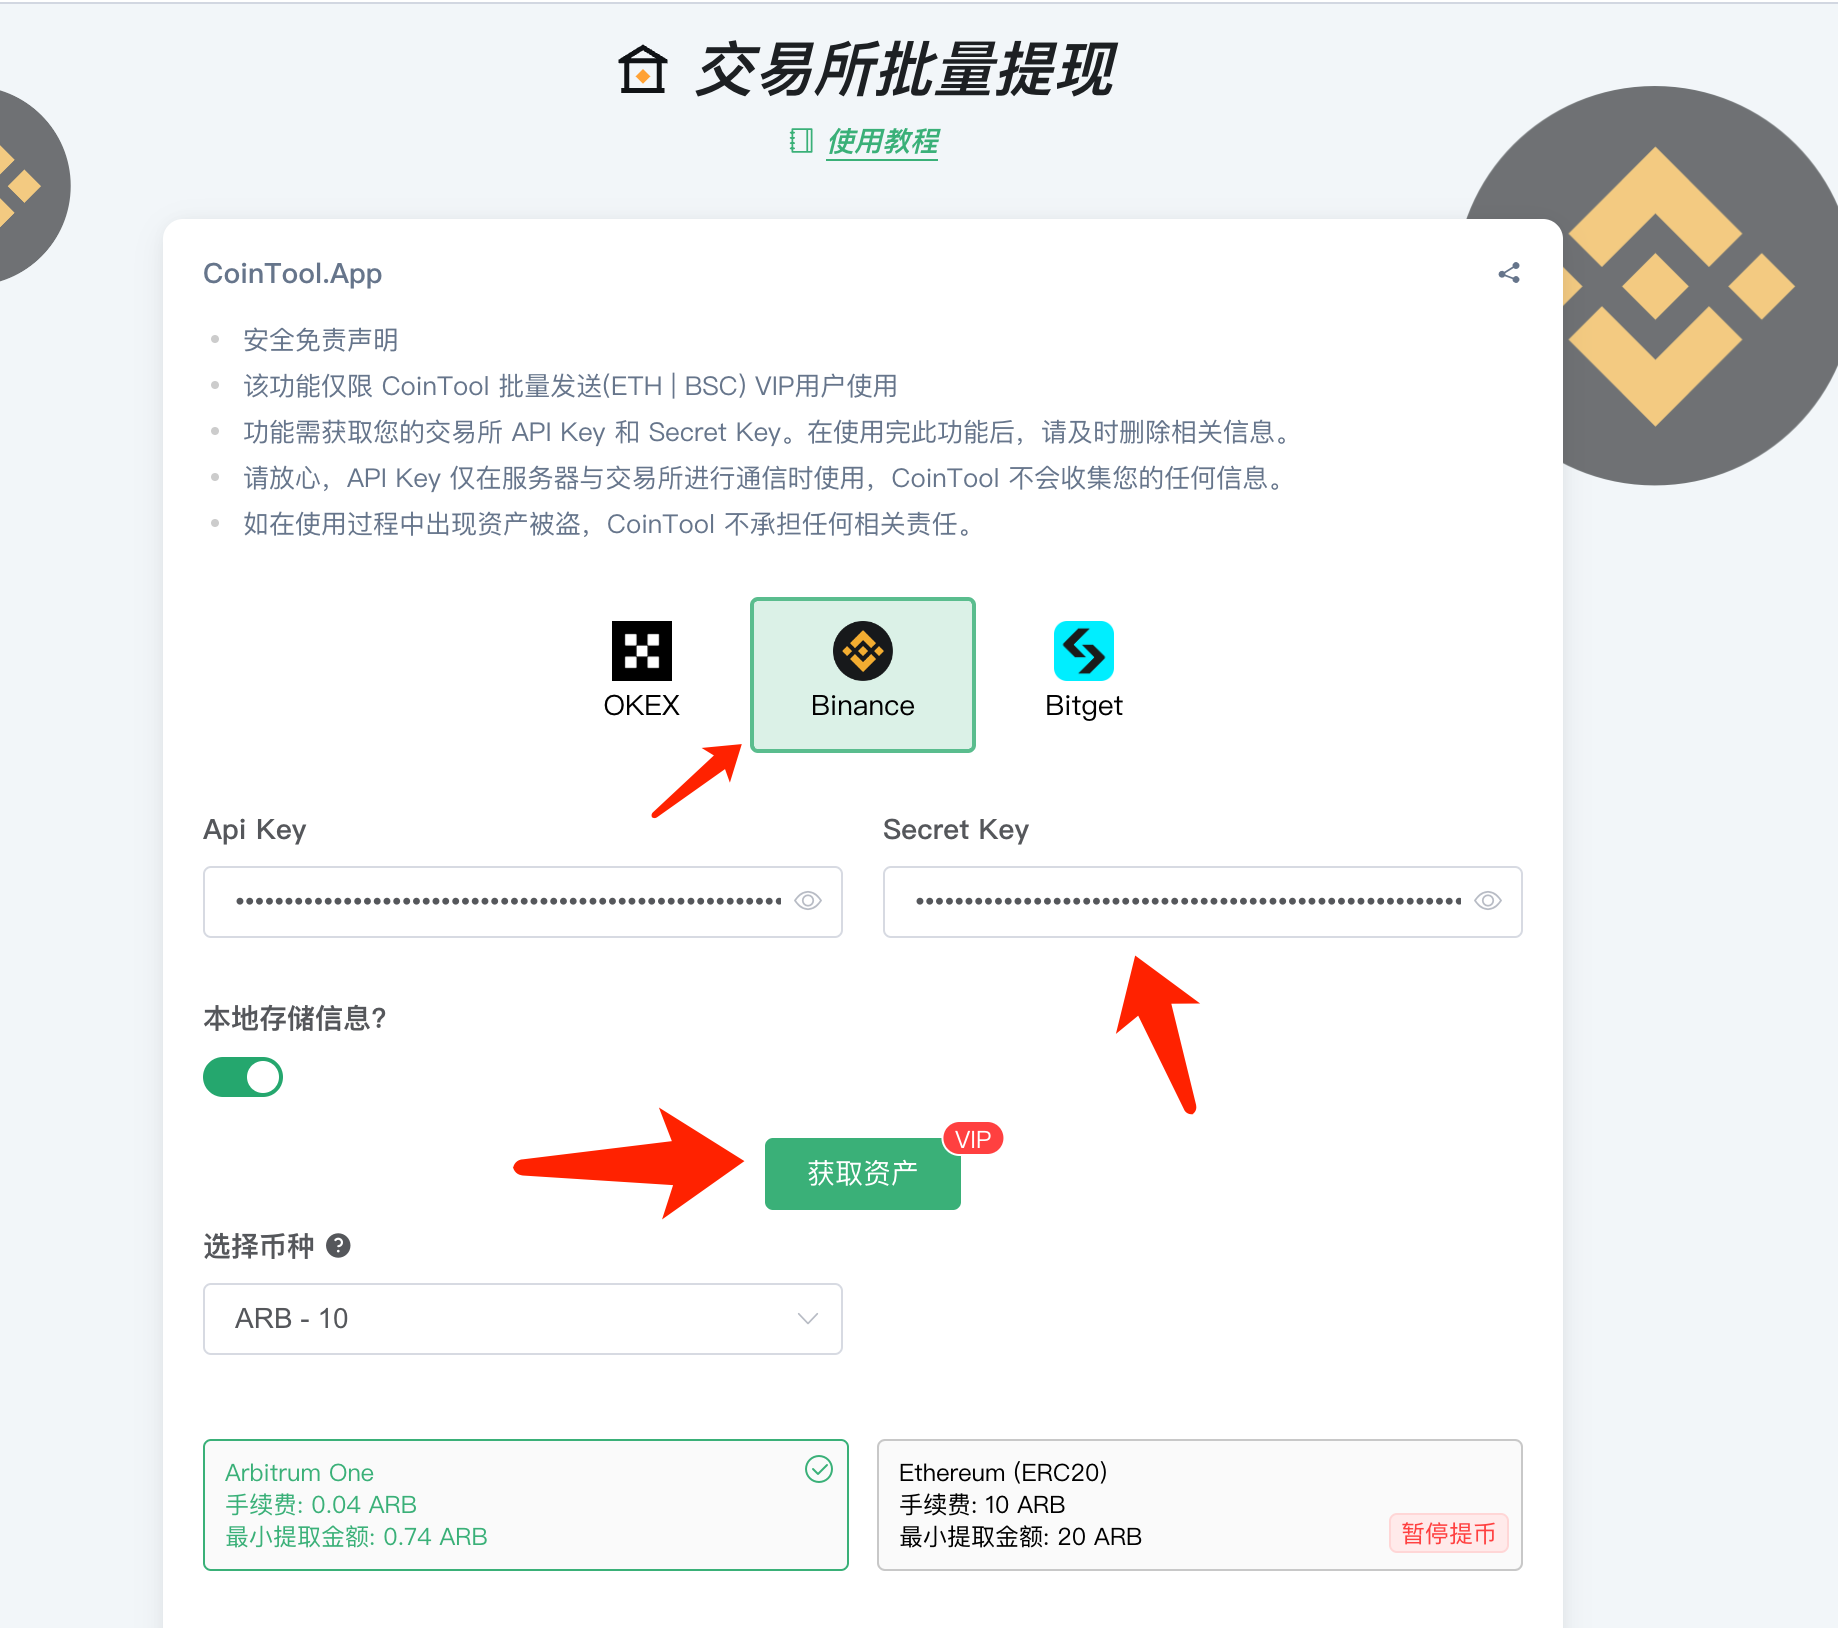 交易所批量提现
使用教程
CoinTool.App
安全免责声明
该功能仅限 CoinTool 批量发送(ETH | BSC) VIP用户使用
功能需获取您的交易所 API Key 和 Secret Key。在使用完此功能后，请及时删除相关信息。
请放心，API Key 仅在服务器与交易所进行通信时使用，CoinTool 不会收集您的任何信息。
如在使用过程中出现资产被盗，CoinTool 不承担任何相关责任。
OKEX
Binance
Bitget
Api Key
Secret Key
本地存储信息?
VIP
获取资产
选择币种
ARB - 10
Arbitrum One
手续费: 0.04 ARB
最小提取金额: 0.74 ARB
Ethereum (ERC20)
手续费: 10 ARB
最小提取金额: 20 ARB
暂停提币